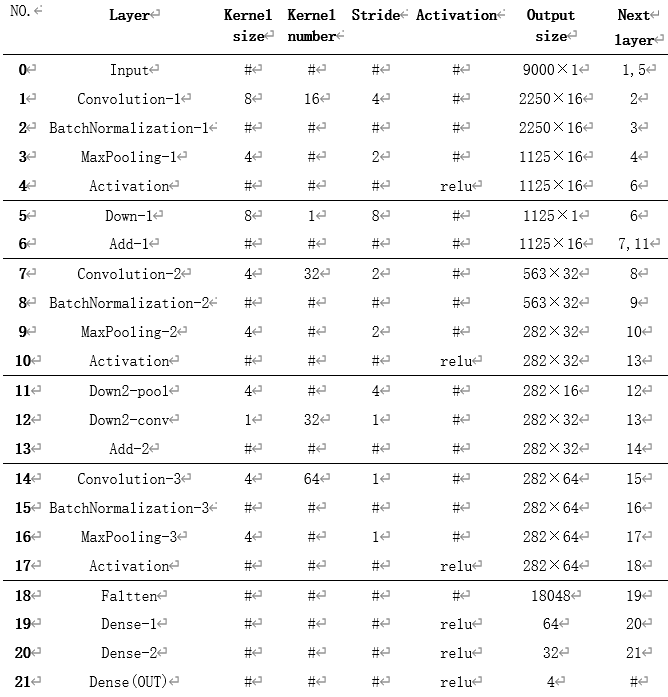 NO.↵ Layer↵ Kernel size↵ Kernel number↵ Stride↵ Activation↵ Output size↵ Next layer↵
0↵ Input↵ #↵ #↵ #↵ #↵ 9000×1↵ 1,5↵
1↵ Convolution-1↵ 8↵ 16↵ 4↵ #↵ 2250×16↵ 2↵
2↵ BatchNormalization-1↵ #↵ #↵ #↵ #↵ 2250×16↵ 3↵
3↵ MaxPooling-1↵ 4↵ #↵ 2↵ #↵ 1125×16↵ 4↵
4↵ Activation↵ #↵ #↵ #↵ relu↵ 1125×16↵ 6↵
5↵ Down-1↵ 8↵ 1↵ 8↵ #↵ 1125×1↵ 6↵
6↵ Add-1↵ #↵ #↵ #↵ #↵ 1125×16↵ 7,11↵
7↵ Convolution-2↵ 4↵ 32↵ 2↵ #↵ 563×32↵ 8↵
8↵ BatchNormalization-2↵ #↵ #↵ #↵ #↵ 563×32↵ 9↵
9↵ MaxPooling-2↵ 4↵ #↵ 2↵ #↵ 282×32↵ 10↵
10↵ Activation↵ #↵ #↵ #↵ relu↵ 282×32↵ 13↵
11↵ Down2-pool↵ 4↵ #↵ 4↵ #↵ 282×16↵ 12↵
12↵ Down2-conv↵ 1↵ 32↵ 1↵ #↵ 282×32↵ 13↵
13↵ Add-2↵ #↵ #↵ #↵ #↵ 282×32↵ 14↵
14↵ Convolution-3↵ 4↵ 64↵ 1↵ #↵ 282×64↵ 15↵
15↵ BatchNormalization-3↵ #↵ #↵ #↵ #↵ 282×64↵ 16↵
16↵ MaxPooling-3↵ 4↵ #↵ 1↵ #↵ 282×64↵ 17↵
17↵ Activation↵ #↵ #↵ #↵ relu↵ 282×64↵ 18↵
18↵ Faltten↵ #↵ #↵ #↵ #↵ 18048↵ 19↵
19↵ Dense-1↵ #↵ #↵ #↵ relu↵ 64↵ 20↵
20↵ Dense-2↵ #↵ #↵ #↵ relu↵ 32↵ 21↵
21↵ Dense(OUT)↵ #↵ #↵ #↵ relu↵ 4↵ #↵